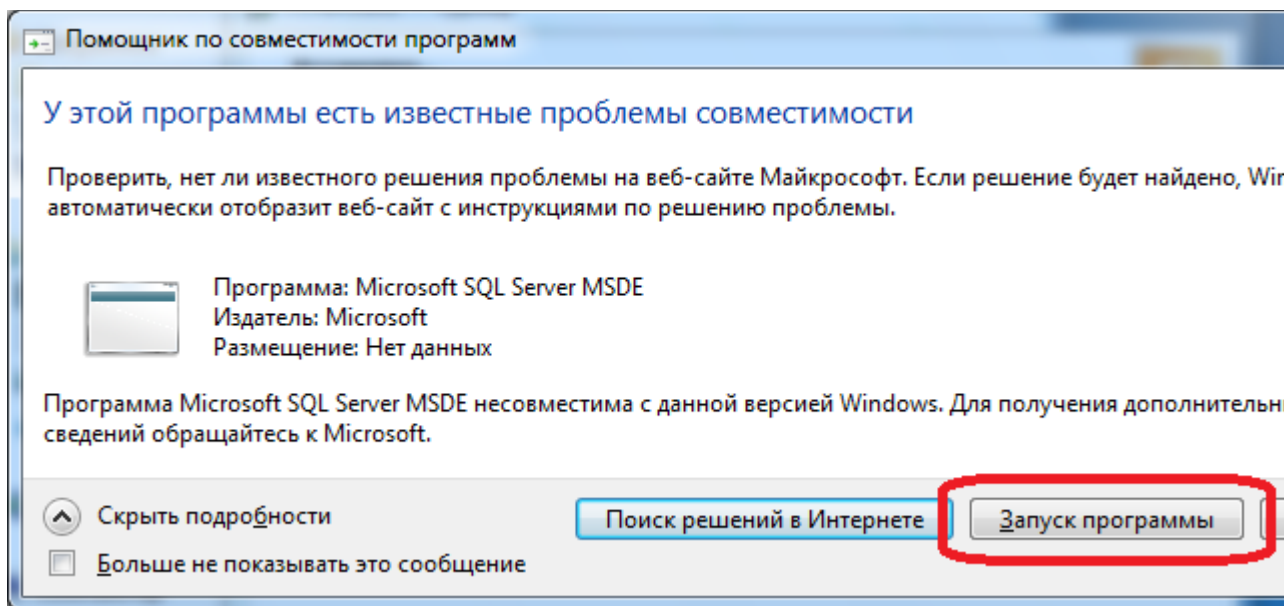 Помощник по совместимости программ
У этой программы есть известные проблемы совместимости
Проверить, нет ли известного решения проблемы на веб-сайте Майкрософт. Если решение будет найдено,
автоматически отобразит веб-сайт с инструкциями по решению проблемы.
Программа: Microsoft SQL Server MSDE
Издатель: Microsoft
Размещение: Нет данных
Программа Microsoft SQL Server MSDE несовместима с данной версией Windows. Для получения
сведений обращайтесь к Microsoft.
Скрыть подробности
Поиск решений в Интернете
Запуск программы
Больше не показывать это сообщение